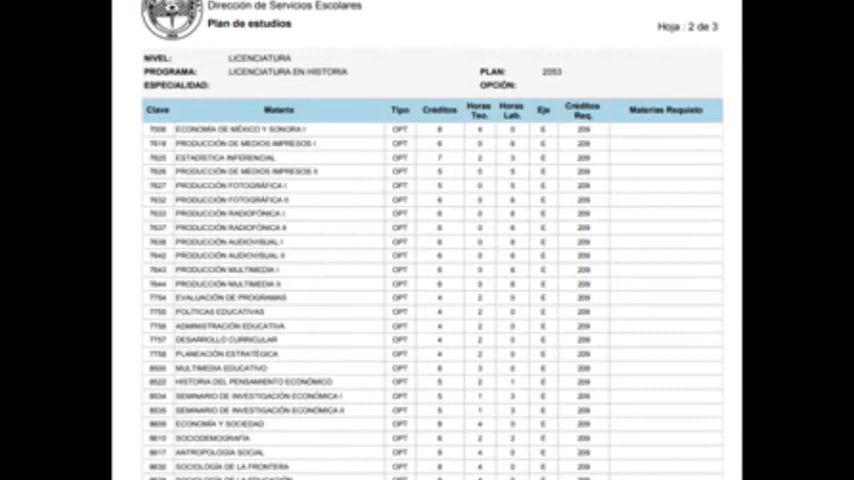 Dirección de Servicios Escolares
Plan de estudios
Hoja : 2 de 3
NIVEL: LICENCIATURA
PROGRAMA: LICENCIATURA EN HISTORIA PLAN: 2053
ESPECIALIDAD: OPCIÓN:
Clave Materia Tipo Créditos Horas Teo. Horas Lab. Eje Créditos Req. Materias Requisito
ECONOMÍA DE MÉXICO Y SONORA I OPT 8 4 0 E 209
7619 PRODUCCIÓN DE MEDIOS IMPRESOS I OPT 6 0 6 E 209
7625 ESTADÍSTICA INFERENCIAL OPT 7 2 3 E 209
7626 PRODUCCIÓN DE MEDIOS IMPRESOS II OPT 5 0 5 E 209
7627 PRODUCCIÓN FOTOGRÁFICA I OPT 5 0 5 E 209
7632 PRODUCCIÓN FOTOGRÁFICA II OPT 6 0 6 E 209
7633 PRODUCCIÓN RADIOFÓNICA I OPT 6 0 6 E 209
7637 PRODUCCIÓN RADIOFÓNICA II OPT 6 0 6 E 209
PRODUCCIÓN AUDIOVISUAL I OPT 6 0 6 E 209
7642 PRODUCCIÓN AUDIOVISUAL II OPT 6 0 6 E 209
7643 PRODUCCIÓN MULTIMEDIA I OPT 6 0 6 E 209
7644 PRODUCCIÓN MULTIMEDIA II OPT 6 0 6 E 209
7754 EVALUACIÓN DE PROGRAMAS OPT 4 2 0 E 209
7755 POLÍTICAS EDUCATIVAS OPT 4 2 0 E 209
7756 ADMINISTRACIÓN EDUCATIVA OPT 4 2 0 E 209
7757 DESARROLLO CURRICULAR OPT 4 2 0 E 209
7758 PLANEACIÓN ESTRATÉGICA OPT 4 2 0 E 209
8500 MULTIMEDIA EDUCATIVO OPT 6 3 0 E 209
8522 HISTORIA DEL PENSAMIENTO ECONÓMICO OPT 5 2 1 E 209
8534 SEMINARIO DE INVESTIGACIÓN ECONÓMICA I OPT 5 1 3 E 209
8535 SEMINARIO DE INVESTIGACIÓN ECONÓMICA II OPT 5 1 3 E 209
8609 ECONOMÍA Y SOCIEDAD OPT 8 4 0 E 209
8610 SOCIODEMOGRAFÍA OPT 6 2 2 E 209
8617 ANTROPOLOGÍA SOCIAL OPT 8 4 0 E 209
8630 SOCIOLOGÍA DE LA FRONTERA OPT 8 4 0 E 209
SOCIOLOGÍA DE LA EDUCACIÓN OPT 8 4 0 E 209